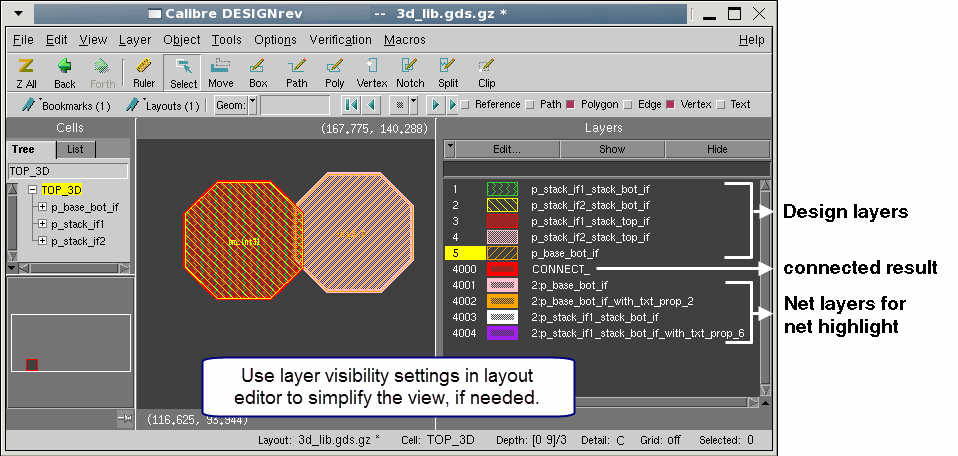 Calibre DESIGNrev -- 3d_lib.gds.gz *
File Edit View Layer Object Tools Options Verification Macros Help
Z All Back Forth Ruler Select Move Box Path Poly Vertex Notch Split Clip
Bookmarks (1) Layouts (1) Geom: Reference Path Polygon Edge Vertex Text
Cells
Tree List
TOP_3D
TOP_3D
p_base_bot_if
p_stack_if1
p_stack_if2
(167.775, 140.288)
(116.625, 93.944)
Layers
Edit... Show Hide
1 p_stack_if1_stack_bot_if
2 p_stack_if2_stack_bot_if
3 p_stack_if1_stack_top_if
4 p_stack_if2_stack_top_if
5 p_base_bot_if
4000 CONNECT_
4001 2:p_base_bot_if
4002 2:p_base_bot_if_with_txt_prop_2
4003 2:p_stack_if1_stack_bot_if
4004 2:p_stack_if1_stack_bot_if_with_txt_prop_6
Design layers
connected result
Net layers for
net highlight
Use layer visibility settings in layout
editor to simplify the view, if needed.
Layout: 3d_lib.gds.gz * Cell: TOP_3D Depth: [0 9]/3 Detail: C Grid: off Selected: 0